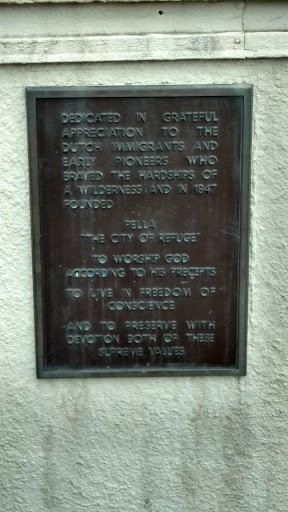 DEDICATED IN GRATEFUL
APPRECIATION TO THE
DUTCH IMMIGRANTS AND
EARLY PIONEERS WHO
BRAVED THE HARDSHIPS OF
A WILDERNESS AND IN 1847
FOUNDED
PELLA
"THE CITY OF REFUGE"
TO WORSHIP GOD
ACCORDING TO HIS PRECEPTS
TO LIVE IN FREEDOM OF
CONSCIENCE
AND TO PRESERVE WITH
DEVOTION BOTH OF THESE
SUPREME VALUES